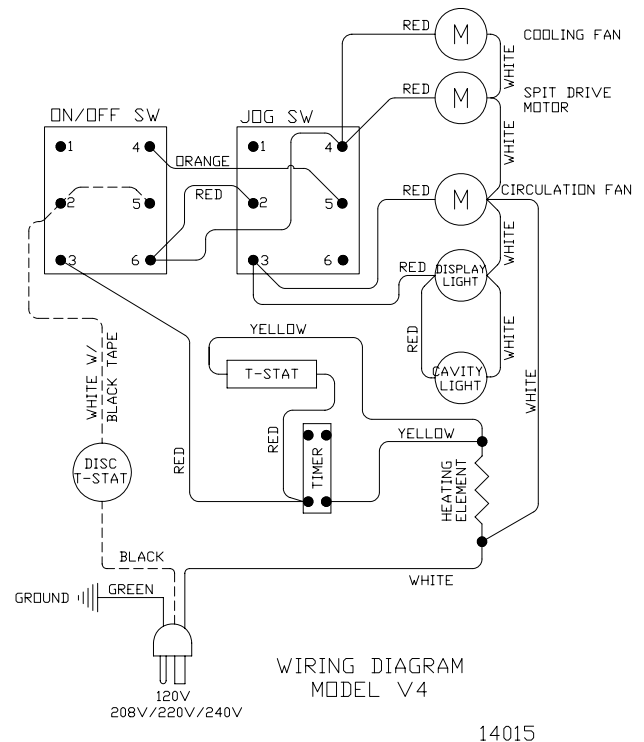 RED
M
COOLING FAN
WHITE
RED
M
SPIT DRIVE
MOTOR
ON/OFF SW
JOG SW
WHITE
1
4
1
4
ORANGE
RED
RED
M
CIRCULATION FAN
2
5
2
5
WHITE
3
6
3
6
RED
DISPLAY
LIGHT
YELLOW
RED
WHITE
WHITE W/
BLACK TAPE
T-STAT
CAVITY
LIGHT
WHITE
RED
RED
YELLOW
TIMER
DISC
T-STAT
HEATING
ELEMENT
BLACK
WHITE
GROUND
GREEN
120V
208V/220V/240V
WIRING DIAGRAM
MODEL V4
14015